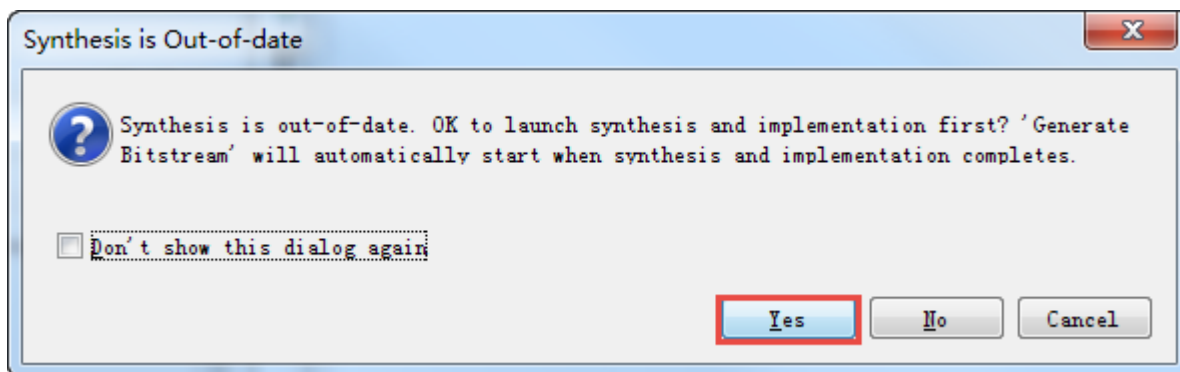 Synthesis is Out-of-date
Synthesis is out-of-date. OK to launch synthesis and implementation first? 'Generate
Bitstream' will automatically start when synthesis and implementation completes.
Don't show this dialog again
Yes
No
Cancel